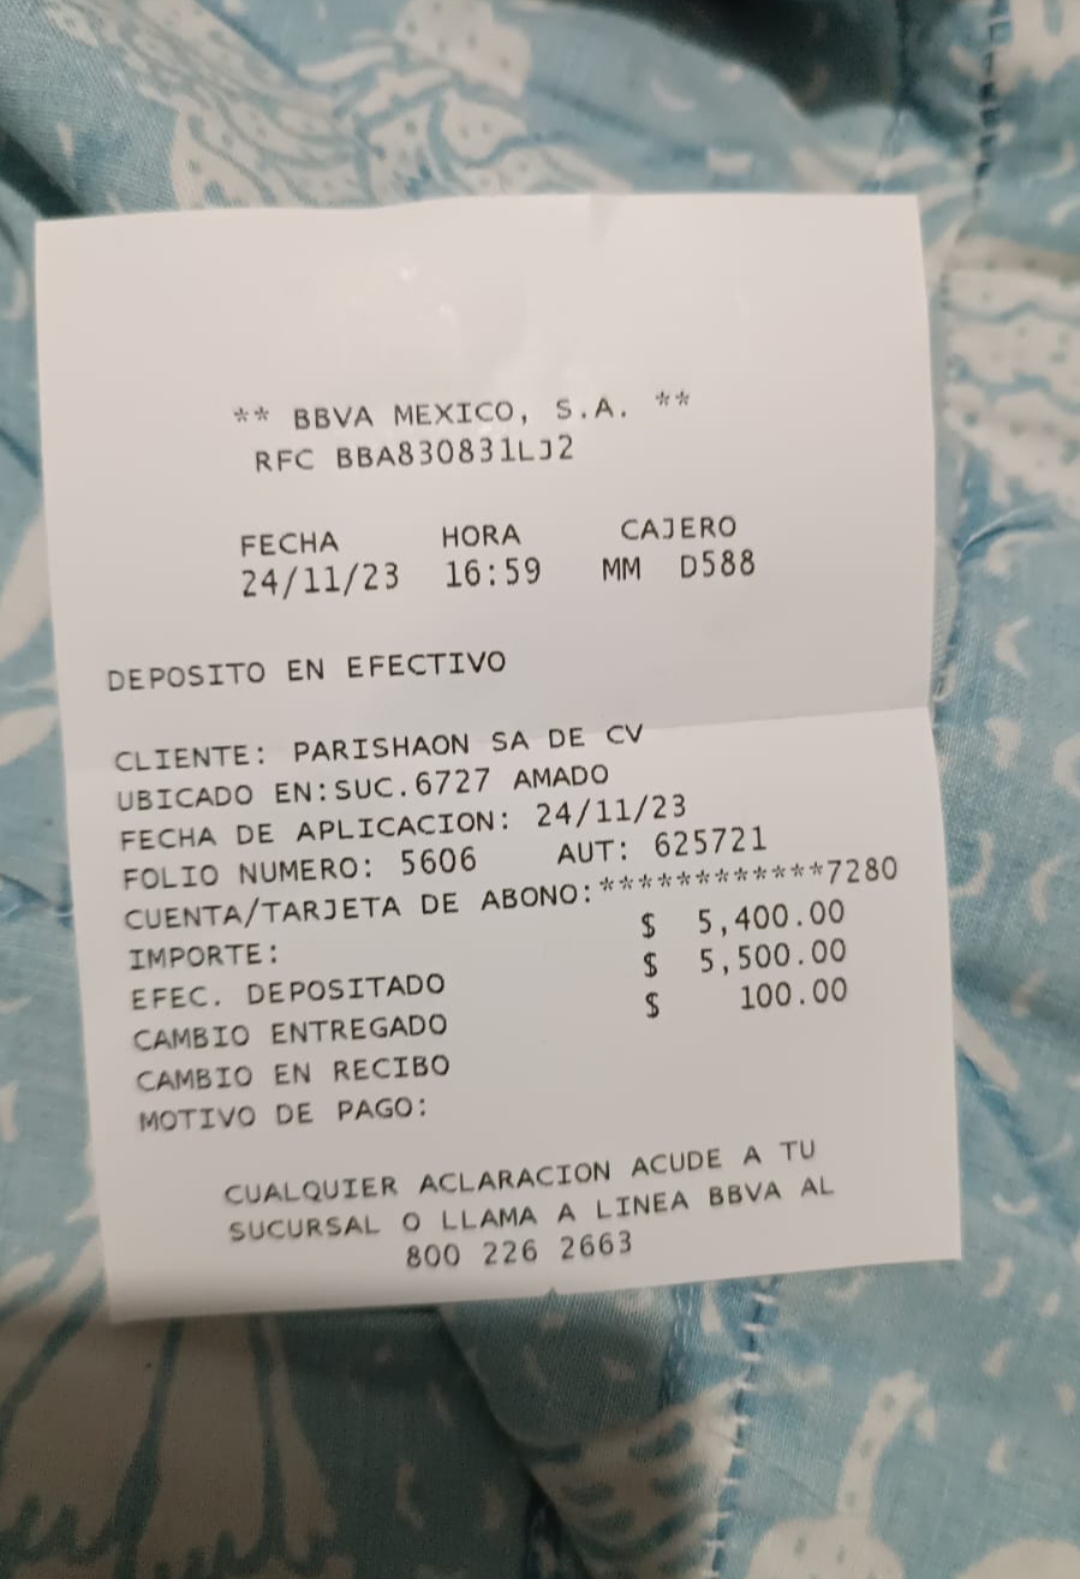 ** BBVA MEXICO, S.A. **
RFC BBA830831LJ2
FECHA HORA CAJERO
24/11/23 16:59 MM D588
DEPOSITO EN EFECTIVO
CLIENTE: PARISHAON SA DE CV
UBICADO EN:SUC.6727 AMADO
FECHA DE APLICACION: 24/11/23
FOLIO NUMERO: 5606 AUT: 625721
CUENTA/TARJETA DE ABONO:************7280
IMPORTE: $ 5,400.00
EFEC. DEPOSITADO $ 5,500.00
CAMBIO ENTREGADO $ 100.00
CAMBIO EN RECIBO
MOTIVO DE PAGO:
CUALQUIER ACLARACION ACUDE A TU
SUCURSAL O LLAMA A LINEA BBVA AL
800 226 2663